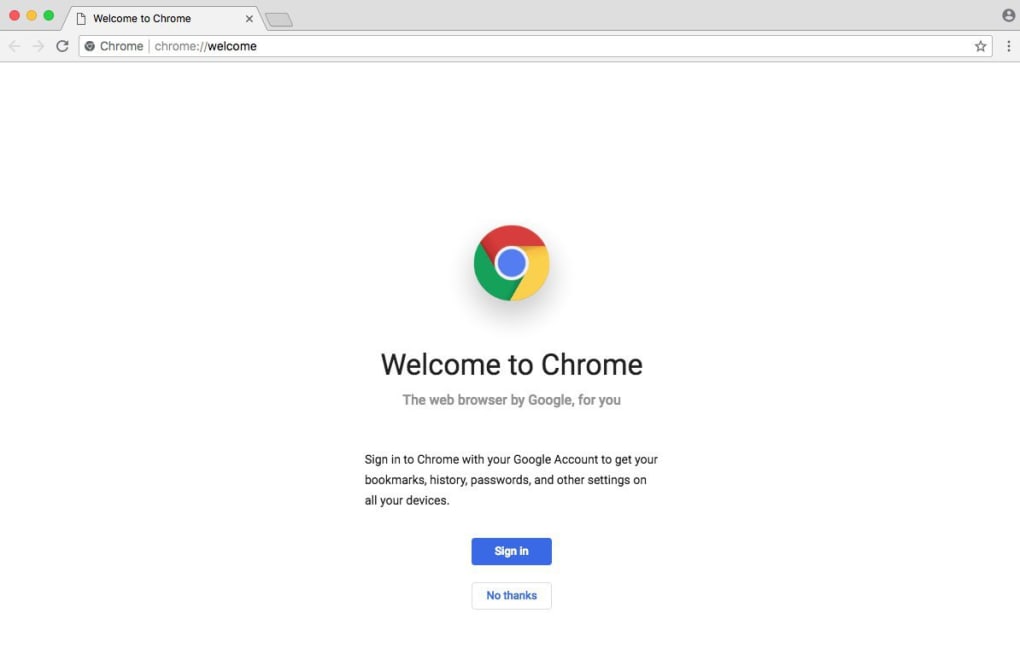 Welcome to Chrome
Chrome | chrome://welcome
Welcome to Chrome
The web browser by Google, for you
Sign in to Chrome with your Google Account to get your
bookmarks, history, passwords, and other settings on
all your devices.
Sign in
No thanks